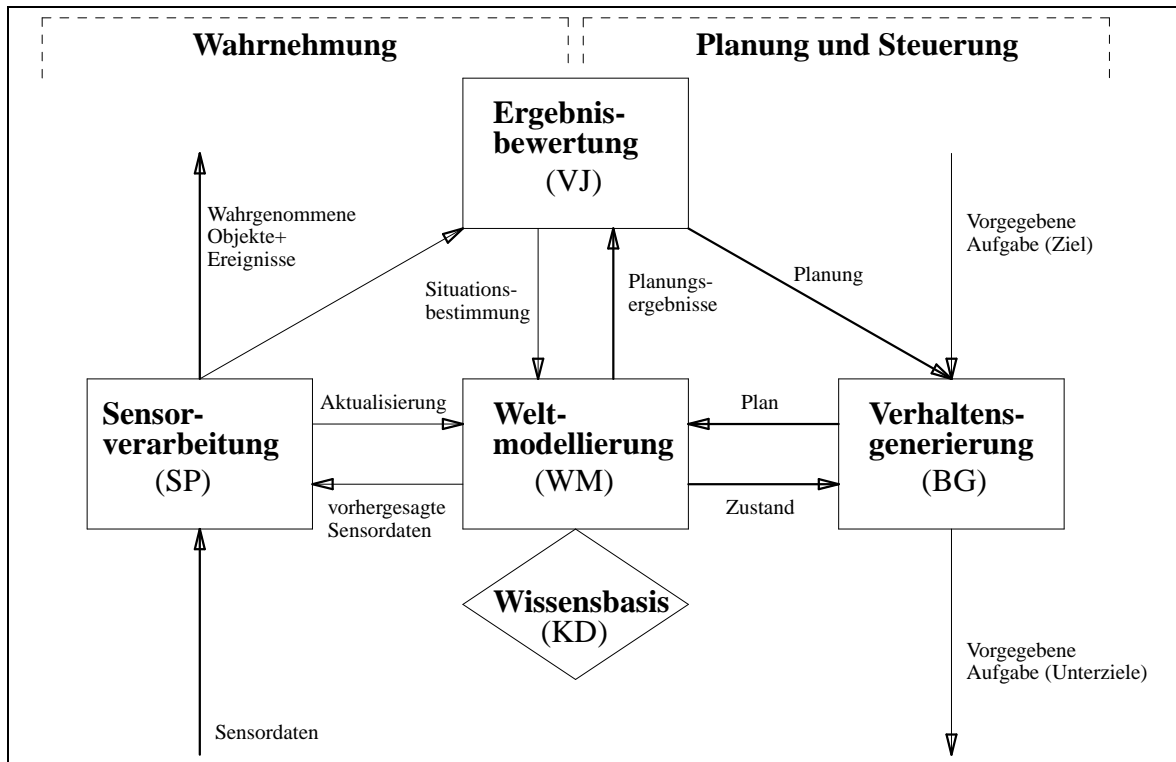 Wahrnehmung
Planung und Steuerung
Ergebnis-
bewertung
(VJ)
Wahrgenommene
Objekte+
Ereignisse
Vorgegebene
Aufgabe (Ziel)
Situations-
bestimmung
Planungs-
ergebnisse
Planung
Sensor-
verarbeitung
(SP)
Aktualisierung
Welt-
modellierung
(WM)
Plan
Verhaltens-
generierung
(BG)
vorhergesagte
Sensordaten
Zustand
Wissensbasis
(KD)
Vorgegebene
Aufgabe (Unterziele)
Sensordaten